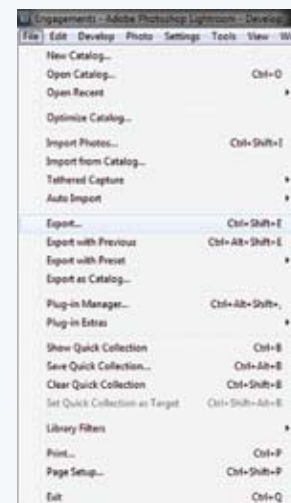 Engagements - Adobe Photoshop Lightroom - Develop
File Edit Develop Photo Settings Tools View
New Catalog...
Open Catalog... Ctrl+O
Open Recent
Optimize Catalog...
Import Photos... Ctrl+Shift+I
Import from Catalog...
Tethered Capture
Auto Import
Export... Ctrl+Shift+E
Export with Previous Ctrl+Alt+Shift+E
Export with Preset
Export as Catalog...
Plug-in Manager... Ctrl+Alt+Shift+,
Plug-in Extras
Show Quick Collection Ctrl+B
Save Quick Collection... Ctrl+Alt+B
Clear Quick Collection Ctrl+Shift+B
Set Quick Collection as Target Ctrl+Shift+Alt+B
Library Filters
Print... Ctrl+P
Page Setup... Ctrl+Shift+P
Exit Ctrl+Q